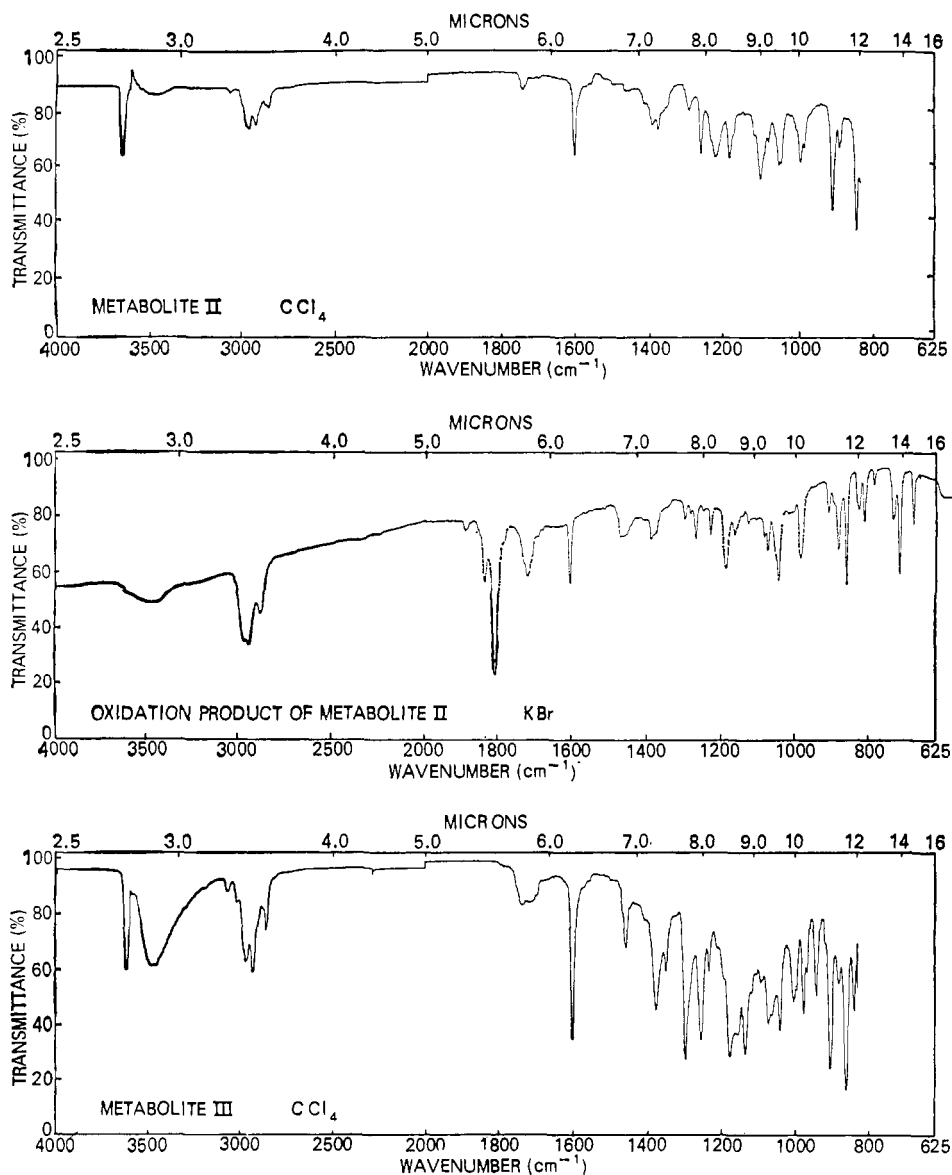 MICRONS
2.5 3.0 4.0 5.0 6.0 7.0 8.0 9.0 10 12 14 16
100
80
60
40
20
0
TRANSMITTANCE (%)
METABOLITE II CCl4
4000 3500 3000 2500 2000 1800 1600 1400 1200 1000 800 625
WAVENUMBER (cm−1)
MICRONS
2.5 3.0 4.0 5.0 6.0 7.0 8.0 9.0 10 12 14 16
100
80
60
40
20
0
TRANSMITTANCE (%)
OXIDATION PRODUCT OF METABOLITE II KBr
4000 3500 3000 2500 2000 1800 1600 1400 1200 1000 800 625
WAVENUMBER (cm−1)
MICRONS
2.5 3.0 4.0 5.0 6.0 7.0 8.0 9.0 10 12 14 16
100
80
60
40
20
0
TRANSMITTANCE (%)
METABOLITE III CCl4
4000 3500 3000 2500 2000 1800 1600 1400 1200 1000 800 625
WAVENUMBER (cm−1)